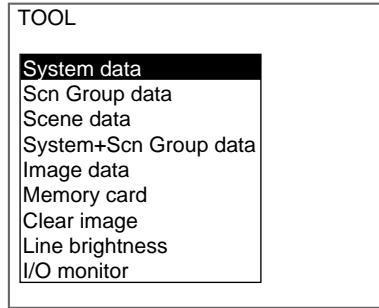 TOOL
System data
Scn Group data
Scene data
System+Scn Group data
Image data
Memory card
Clear image
Line brightness
I/O monitor